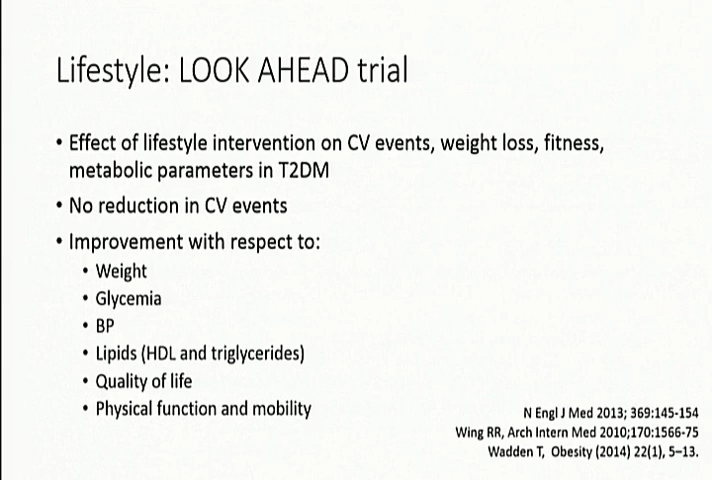 Lifestyle: LOOK AHEAD trial
• Effect of lifestyle intervention on CV events, weight loss, fitness,
metabolic parameters in T2DM
• No reduction in CV events
• Improvement with respect to:
• Weight
• Glycemia
• BP
• Lipids (HDL and triglycerides)
• Quality of life
• Physical function and mobility
N Engl J Med 2013; 369:145-154
Wing RR, Arch Intern Med 2010;170:1566-75
Wadden T, Obesity (2014) 22(1), 5–13.